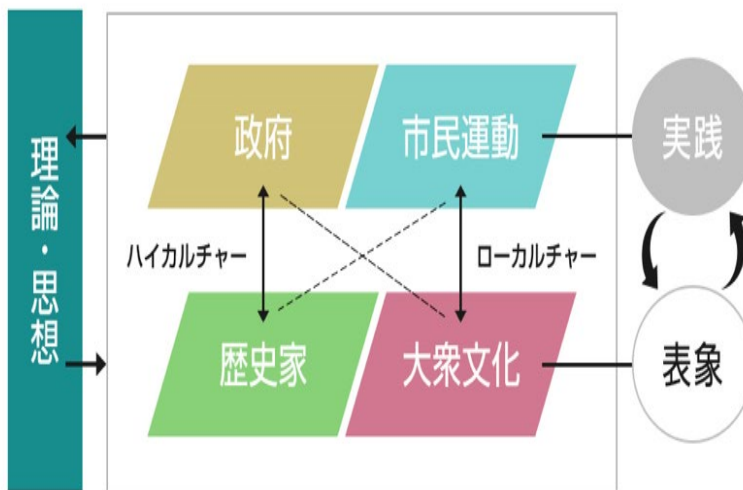 理論・思想
政府
市民運動
実践
ハイカルチャー
ローカルチャー
歴史家
大衆文化
表象